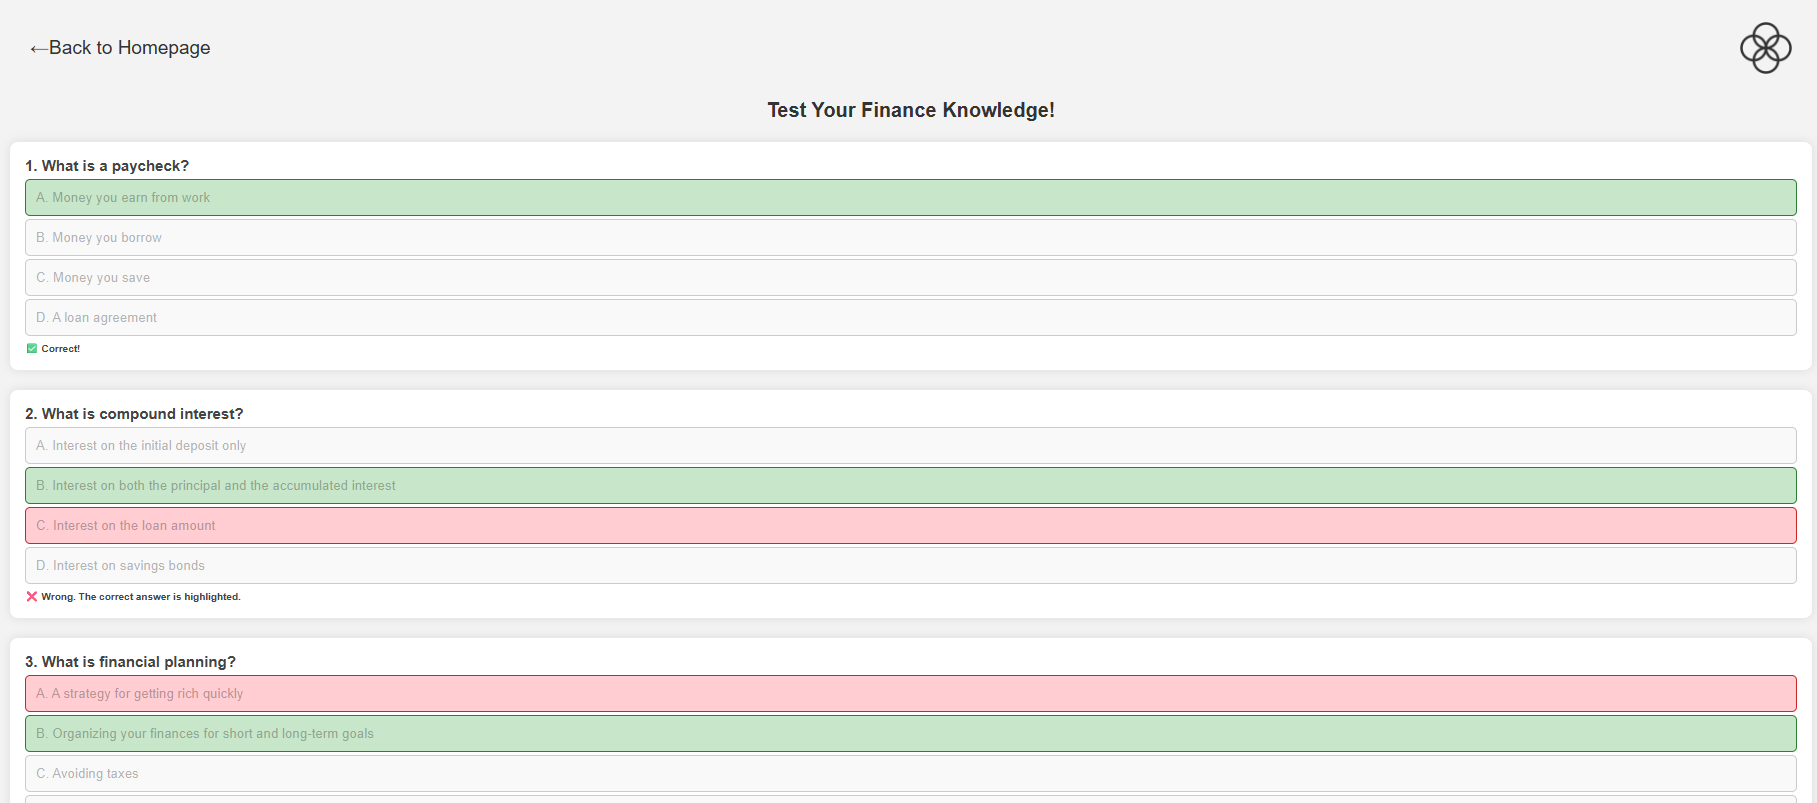 ←Back to Homepage
Test Your Finance Knowledge!
1. What is a paycheck?
A. Money you earn from work
B. Money you borrow
C. Money you save
D. A loan agreement
✅ Correct!
2. What is compound interest?
A. Interest on the initial deposit only
B. Interest on both the principal and the accumulated interest
C. Interest on the loan amount
D. Interest on savings bonds
❌ Wrong. The correct answer is highlighted.
3. What is financial planning?
A. A strategy for getting rich quickly
B. Organizing your finances for short and long-term goals
C. Avoiding taxes